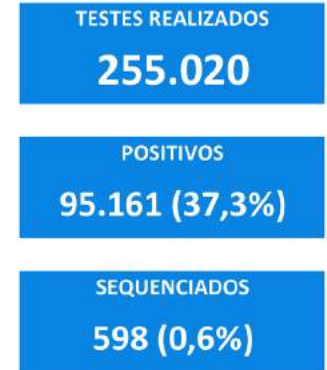 TESTES REALIZADOS
255.020
POSITIVOS
95.161 (37,3%)
SEQUENCIADOS
598 (0,6%)